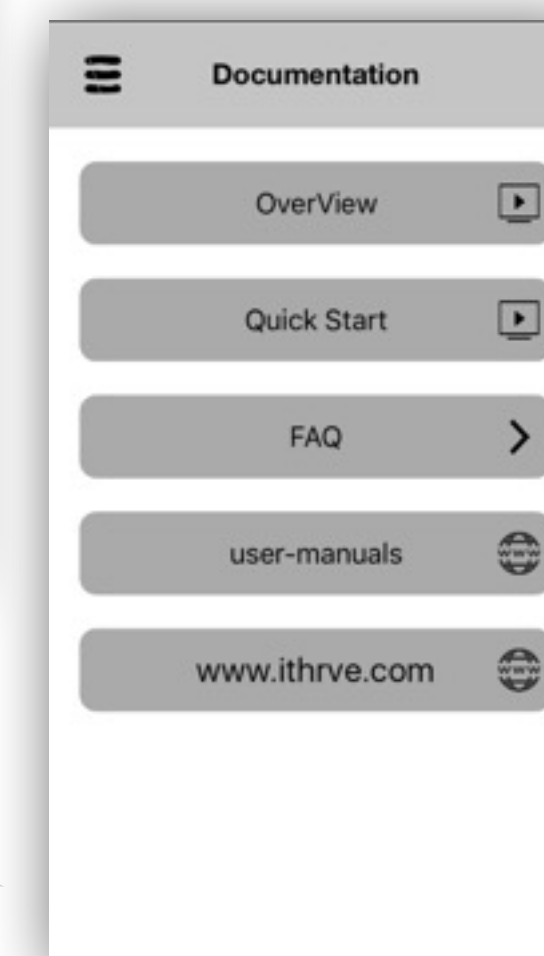 Documentation
OverView
Quick Start
FAQ
user-manuals
www.ithrve.com